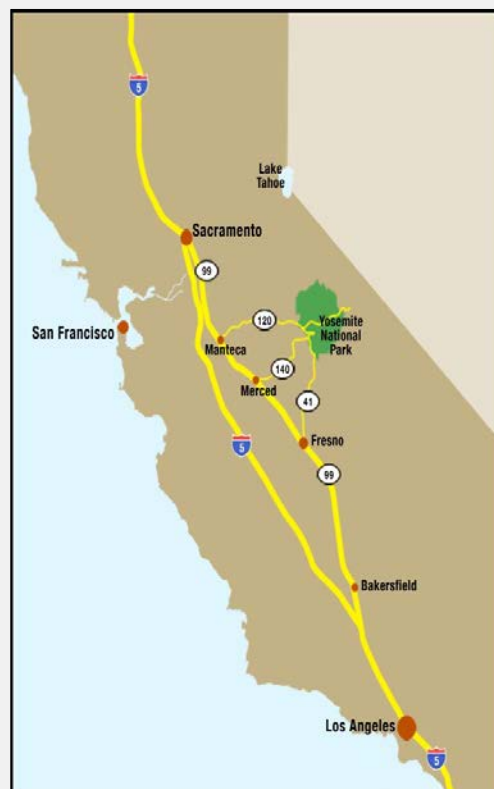 5
Lake
Tahoe
Sacramento
99
San Francisco
120
Yosemite
National
Park
Manteca
140
Merced
41
5
Fresno
99
Bakersfield
Los Angeles
5